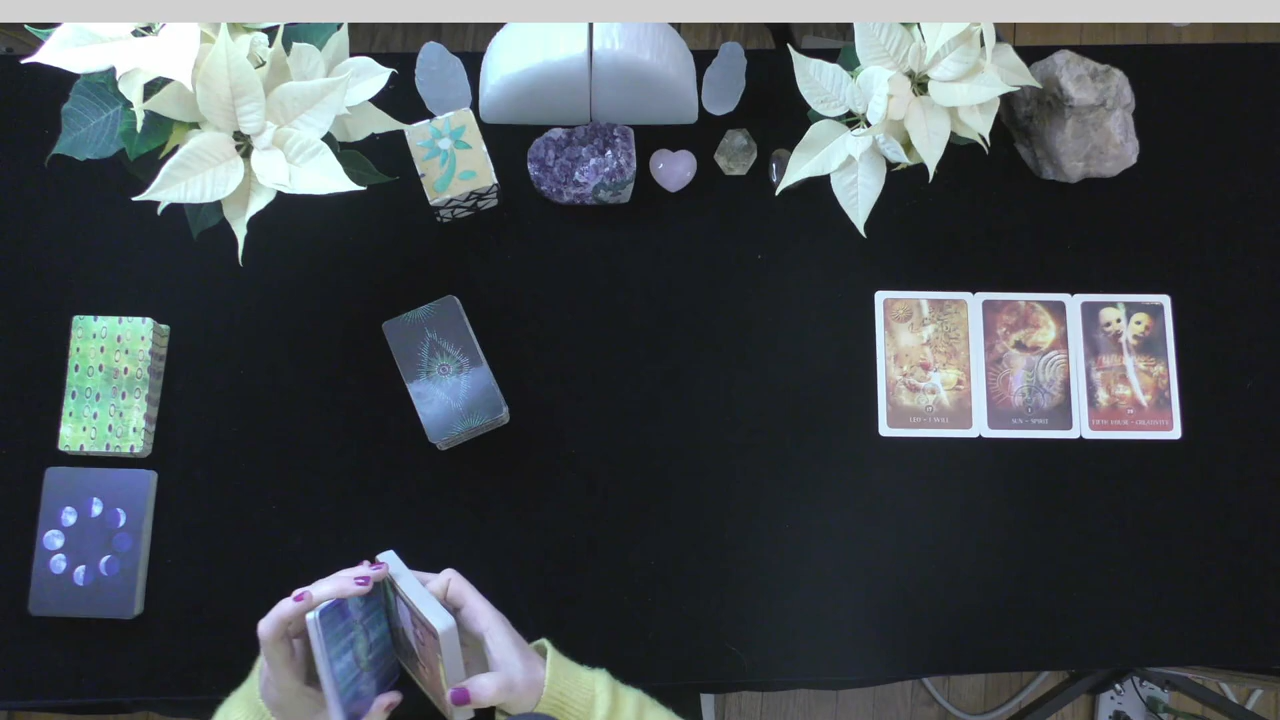 LEO - I WILL
SUN - SPIRIT
FIFTH HOUSE - CREATIVITY